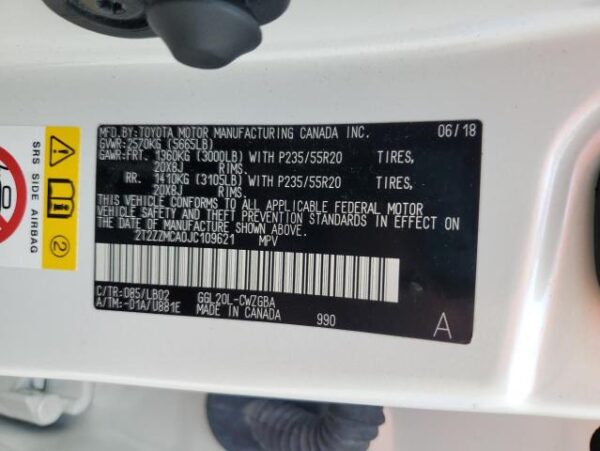 MFD.BY:TOYOTA MOTOR MANUFACTURING CANADA INC. 06/18
GVWR:2570KG (5665LB)
GAWR:FRT. 1360KG (3000LB) WITH P235/55R20 TIRES,
20X8J RIMS.
RR. 1410KG (3105LB) WITH P235/55R20 TIRES,
20X8J RIMS.
THIS VEHICLE CONFORMS TO ALL APPLICABLE FEDERAL MOTOR
VEHICLE SAFETY AND THEFT PREVENTION STANDARDS IN EFFECT ON
THE DATE OF MANUFACTURE SHOWN ABOVE.
2T2ZZMCA0JC109621 MPV
C/TR:085/LB02 GGL20L-CWZGBA
A/TM:-01A/U881E MADE IN CANADA 990 A
SRS SIDE AIRBAG
2